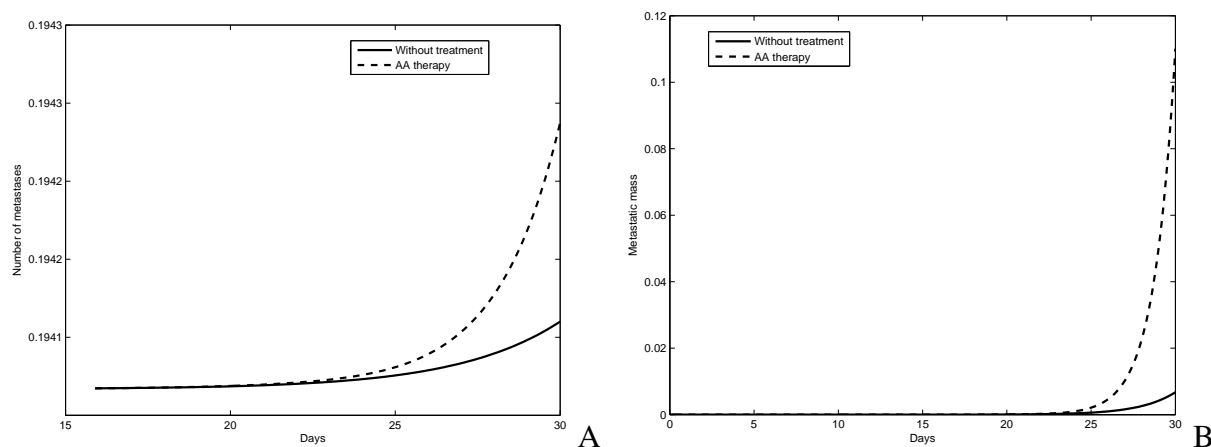 0.1943
0.1943
0.1942
0.1942
0.1941
Number of metastases
15
20
25
30
Days
Without treatment
AA therapy
A
0.12
0.1
0.08
0.06
0.04
0.02
0
Metastatic mass
0
5
10
15
20
25
30
Days
Without treatment
AA therapy
B